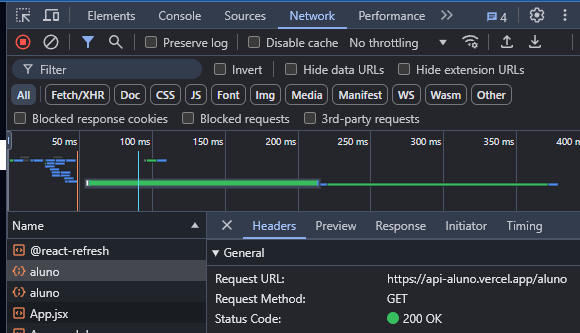 Elements Console Sources Network Performance 4
Preserve log Disable cache No throttling
Filter Invert Hide data URLs Hide extension URLs
All Fetch/XHR Doc CSS JS Font Img Media Manifest WS Wasm Other
Blocked response cookies Blocked requests 3rd-party requests
50 ms 100 ms 150 ms 200 ms 250 ms 300 ms 350 ms 400 m
Name Headers Preview Response Initiator Timing
@react-refresh General
aluno Request URL: https://api-aluno.vercel.app/aluno
aluno Request Method: GET
App.jsx Status Code: 200 OK